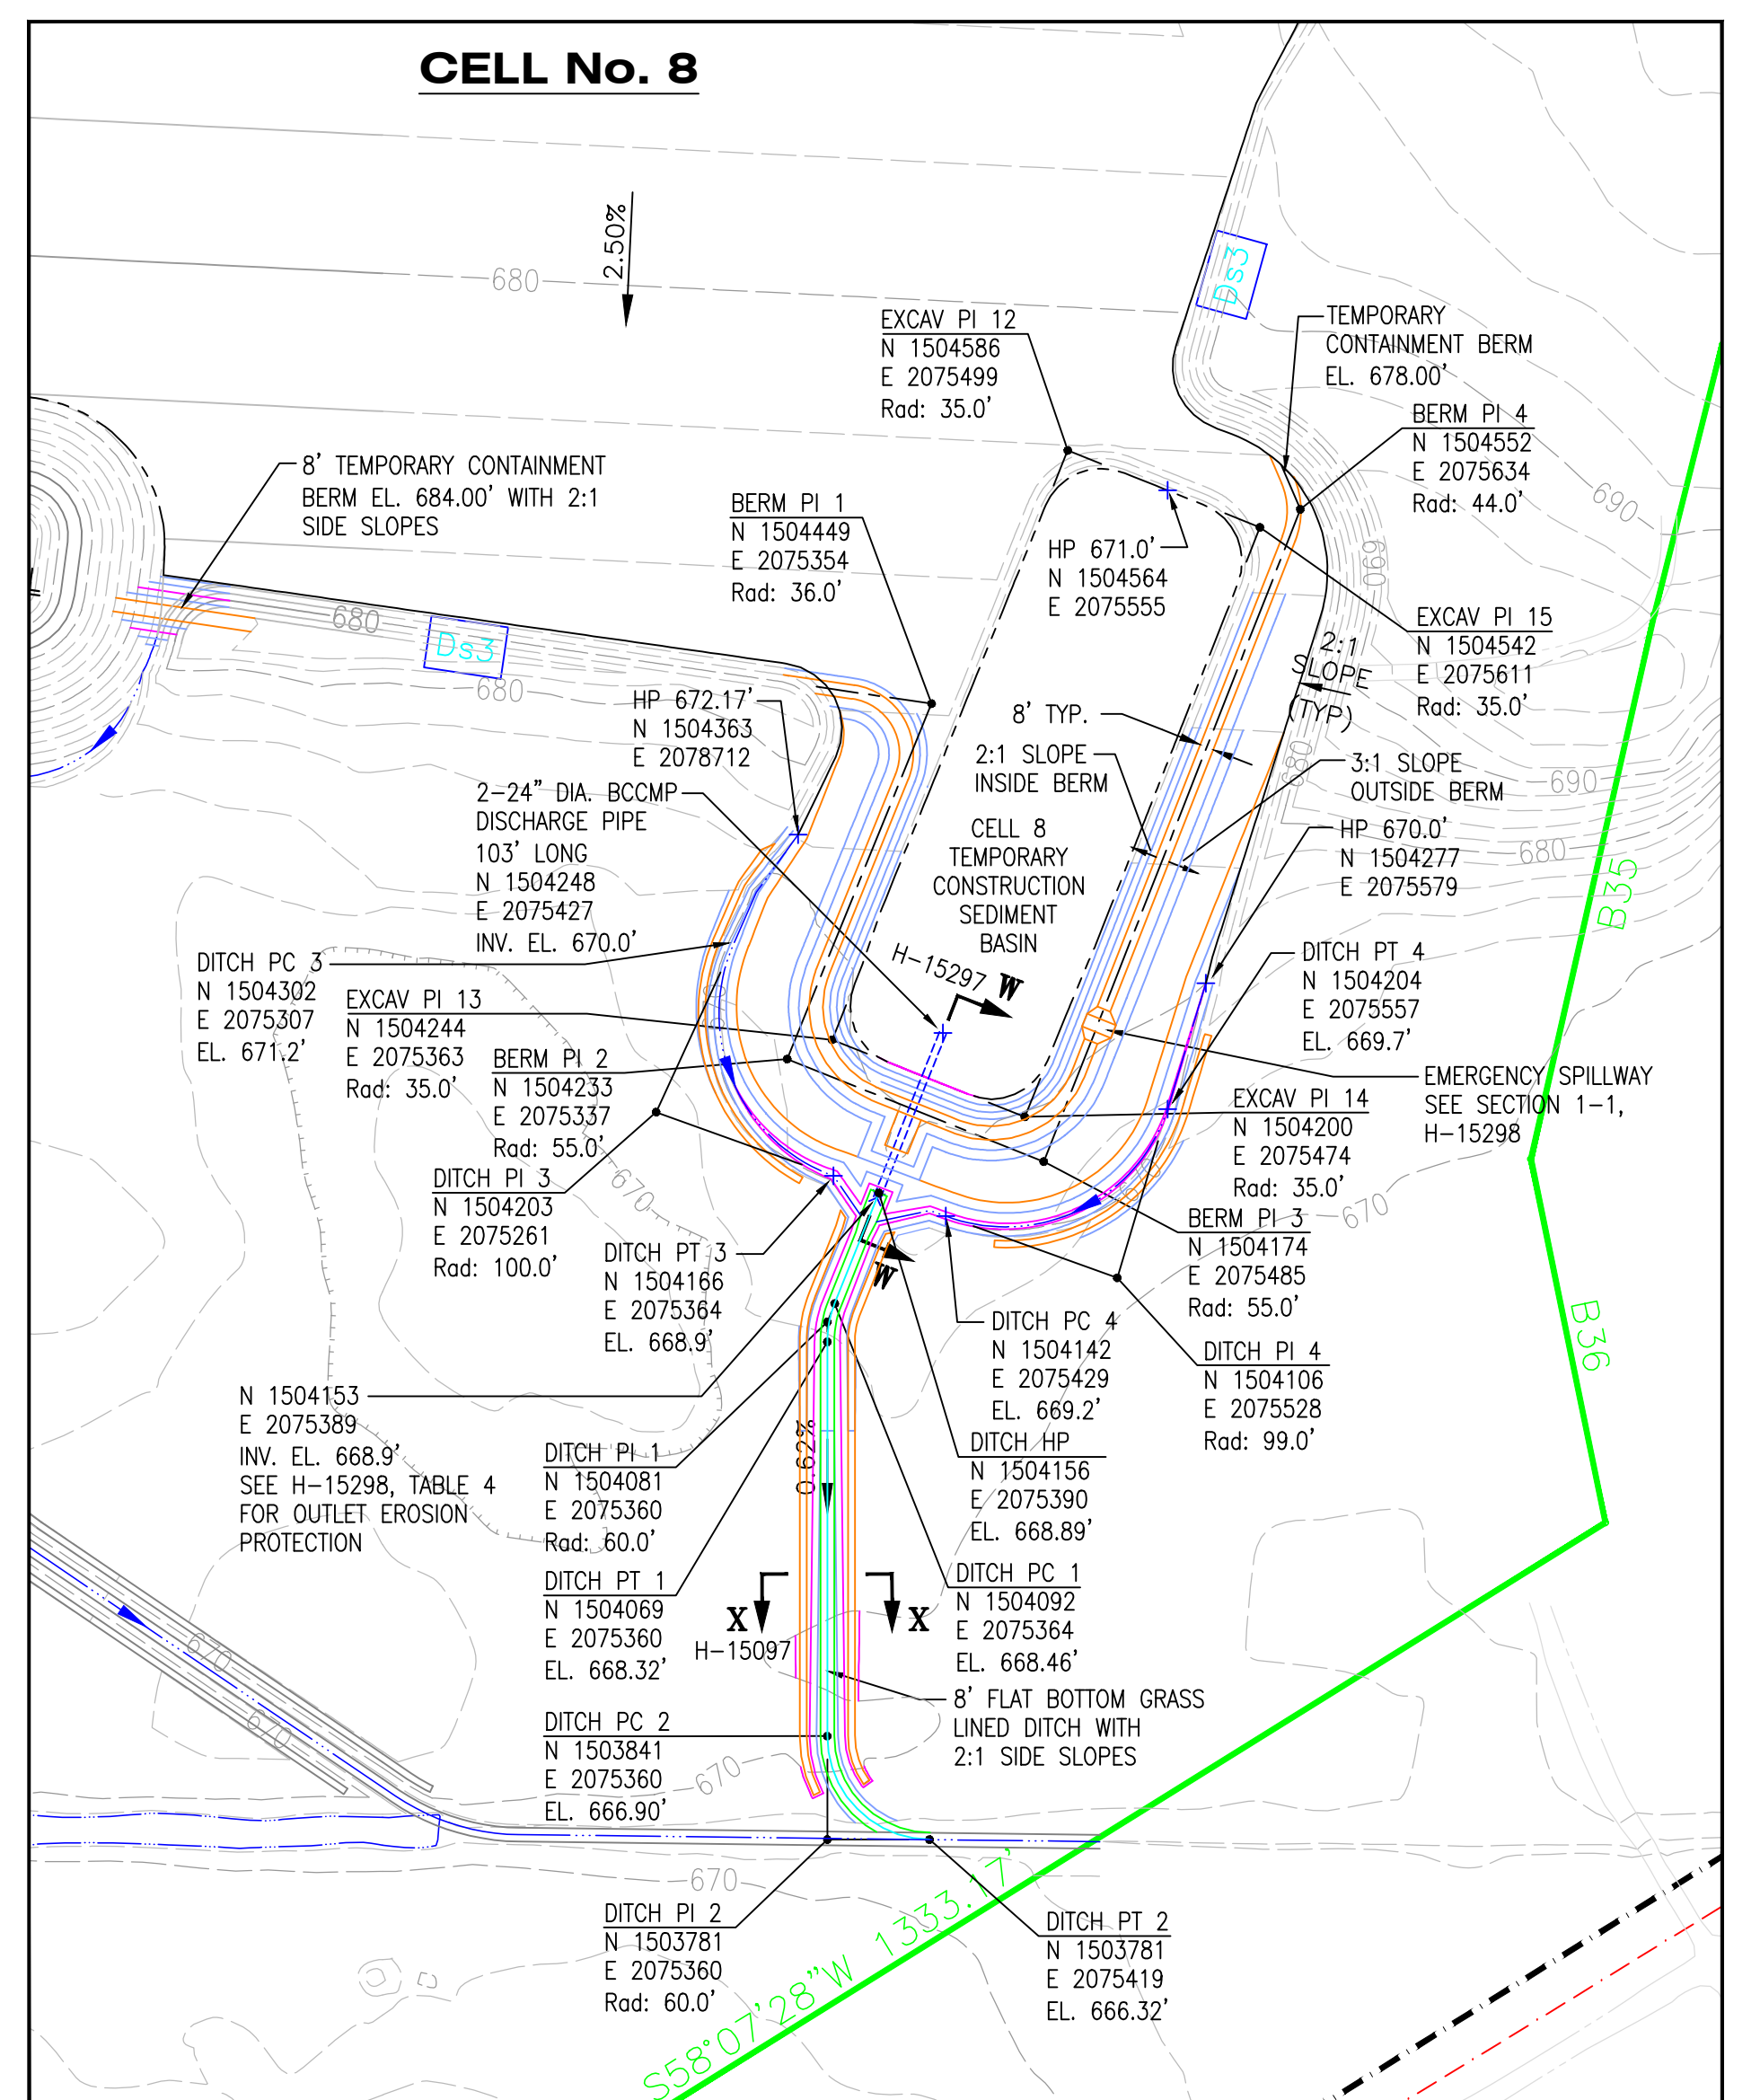 CELL No. 8
2.50%
680
Ds3
EXCAV PI 12
N 1504586
E 2075499
Rad: 35.0'
TEMPORARY
CONTAINMENT BERM
EL. 678.00'
BERM PI 4
N 1504552
E 2075634
Rad: 44.0'
8' TEMPORARY CONTAINMENT
BERM EL. 684.00' WITH 2:1
SIDE SLOPES
BERM PI 1
N 1504449
E 2075354
Rad: 36.0'
HP 671.0'
N 1504564
E 2075555
690
690
EXCAV PI 15
N 1504542
E 2075611
Rad: 35.0'
2:1
SLOPE
(TYP)
680
Ds3
680
HP 672.17'
N 1504363
E 2078712
8' TYP.
2:1 SLOPE
INSIDE BERM
3:1 SLOPE
OUTSIDE BERM
680
690
680
2-24" DIA. BCCMP
DISCHARGE PIPE
103' LONG
N 1504248
E 2075427
INV. EL. 670.0'
CELL 8
TEMPORARY
CONSTRUCTION
SEDIMENT
BASIN
HP 670.0'
N 1504277
E 2075579
B35
H-15297
W
DITCH PC 3
N 1504302
E 2075307
EL. 671.2'
EXCAV PI 13
N 1504244
E 2075363
Rad: 35.0'
BERM PI 2
N 1504233
E 2075337
Rad: 55.0'
DITCH PT 4
N 1504204
E 2075557
EL. 669.7'
EMERGENCY SPILLWAY
SEE SECTION 1-1,
H-15298
EXCAV PI 14
N 1504200
E 2075474
Rad: 35.0'
DITCH PI 3
N 1504203
E 2075261
Rad: 100.0'
670
670
BERM PI 3
N 1504174
E 2075485
Rad: 55.0'
W
DITCH PT 3
N 1504166
E 2075364
EL. 668.9'
DITCH PC 4
N 1504142
E 2075429
EL. 669.2'
DITCH PI 4
N 1504106
E 2075528
Rad: 99.0'
B36
N 1504153
E 2075389
INV. EL. 668.9'
SEE H-15298, TABLE 4
FOR OUTLET EROSION
PROTECTION
0.62%
DITCH PI 1
N 1504081
E 2075360
Rad: 60.0'
DITCH HP
N 1504156
E 2075390
EL. 668.89'
DITCH PT 1
N 1504069
E 2075360
EL. 668.32'
DITCH PC 1
N 1504092
E 2075364
EL. 668.46'
X
X
H-15097
670
670
8' FLAT BOTTOM GRASS
LINED DITCH WITH
2:1 SIDE SLOPES
DITCH PC 2
N 1503841
E 2075360
EL. 666.90'
670
670
DITCH PI 2
N 1503781
E 2075360
Rad: 60.0'
DITCH PT 2
N 1503781
E 2075419
EL. 666.32'
S58°07'28"W 1333.17'